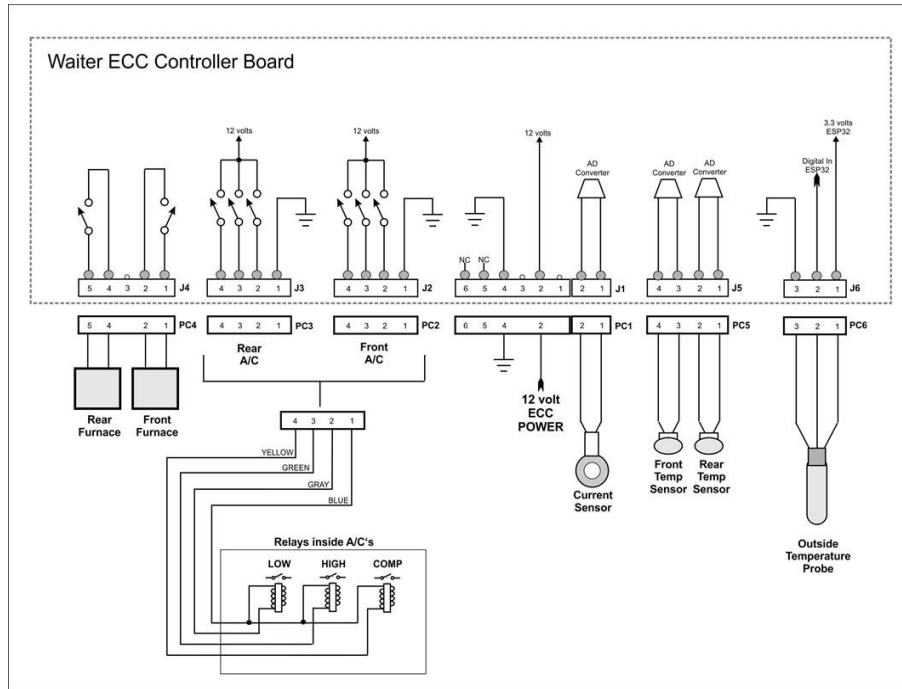 Waiter ECC Controller Board
12 volts
12 volts
12 volts
AD
Converter
AD
Converter
AD
Converter
3.3 volts
ESP32
Digital In
ESP32
NC
NC
5 4 3 2 1 J4
4 3 2 1 J3
4 3 2 1 J2
6 5 4 3 2 1
2 1 J1
4 3 2 1 J5
3 2 1 J6
5 4 2 1 PC4
4 3 2 1 PC3
4 3 2 1 PC2
6 5 4 2
2 1 PC1
4 3 2 1 PC5
3 2 1 PC6
Rear
Furnace
Front
Furnace
Rear
A/C
Front
A/C
12 volt
ECC
POWER
Current
Sensor
Front
Temp
Sensor
Rear
Temp
Sensor
Outside
Temperature
Probe
4 3 2 1
YELLOW
GREEN
GRAY
BLUE
Relays inside A/C's
LOW HIGH COMP